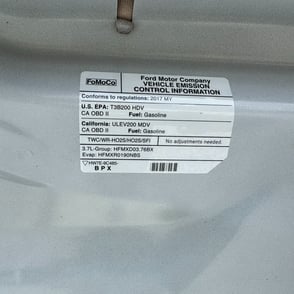 FoMoCo
Ford Motor Company
VEHICLE EMISSION
CONTROL INFORMATION
Conforms to regulations: 2017 MY
U.S. EPA: T3B200 HDV
CA OBD II Fuel: Gasoline
California: ULEV200 MDV
CA OBD II Fuel: Gasoline
TWC/WR-HO2S/HO2S/SFI No adjustments needed.
3.7L-Group: HFMXD03.76BX
Evap: HFMXR0190NBS
HW7E-9C485-
B P X